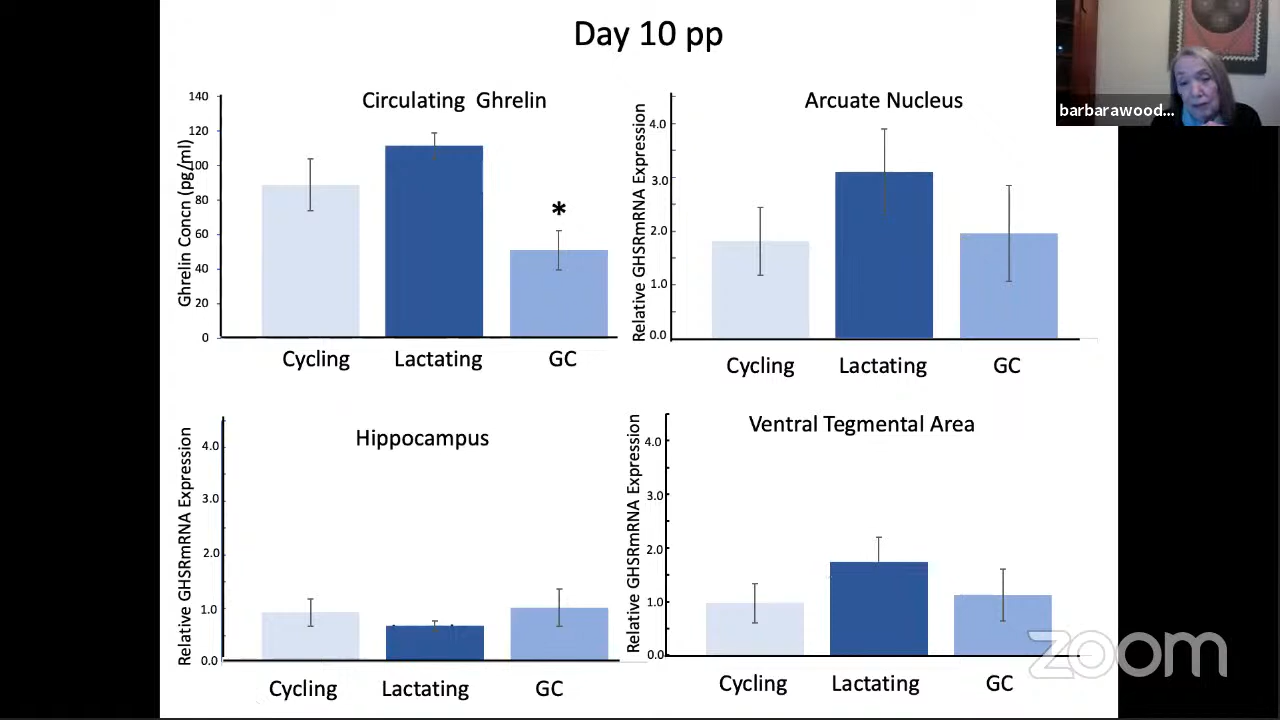 Day 10 pp
barbarawood...
Circulating Ghrelin
Ghrelin Concn (pg/ml)
140
120
00
80
60
40
20
0
*
Cycling
Lactating
GC
Arcuate Nucleus
Relative GHSRmRNA Expression
4.0
3.0
2.0
1.0
0.0
Cycling
Lactating
GC
Hippocampus
Relative GHSRmRNA Expression
4.0
3.0
2.0
1.0
0.0
Cycling
Lactating
GC
Ventral Tegmental Area
Relative GHSRmRNA Expression
4.0
3.0
2.0
1.0
0.0
Cycling
Lactating
GC
zoom